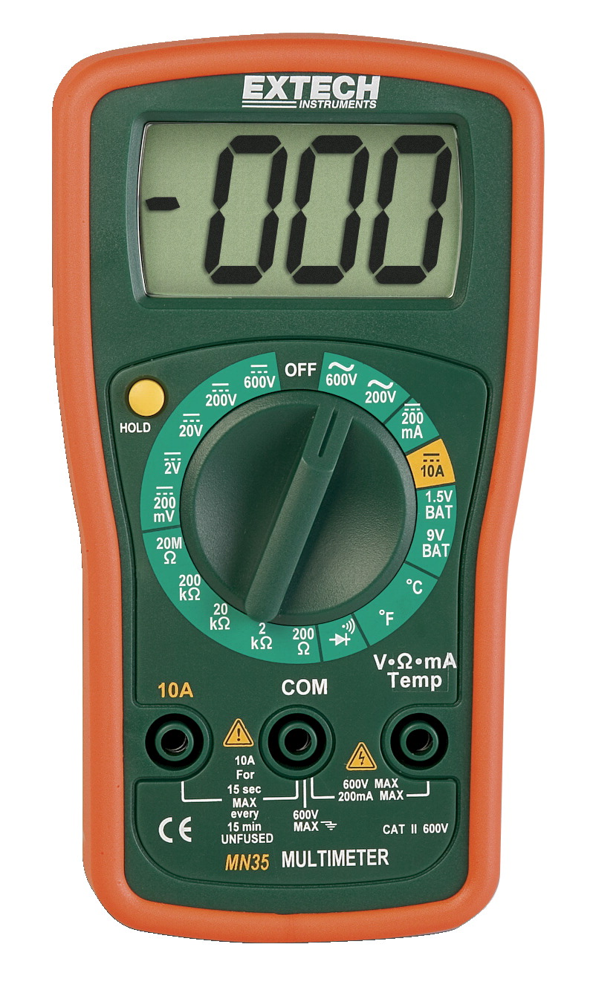 EXTECH
INSTRUMENTS
-000
OFF
600V
200V
200
mA
10A
1.5V
BAT
9V
BAT
°C
°F
200
Ω
2
kΩ
20
kΩ
200
kΩ
20M
Ω
200
mV
2V
20V
200V
600V
HOLD
V•Ω•mA
Temp
10A
COM
10A
For
15 sec
MAX
every
15 min
UNFUSED
600V
MAX
600V MAX
200mA MAX
CE
CAT II 600V
MN35 MULTIMETER